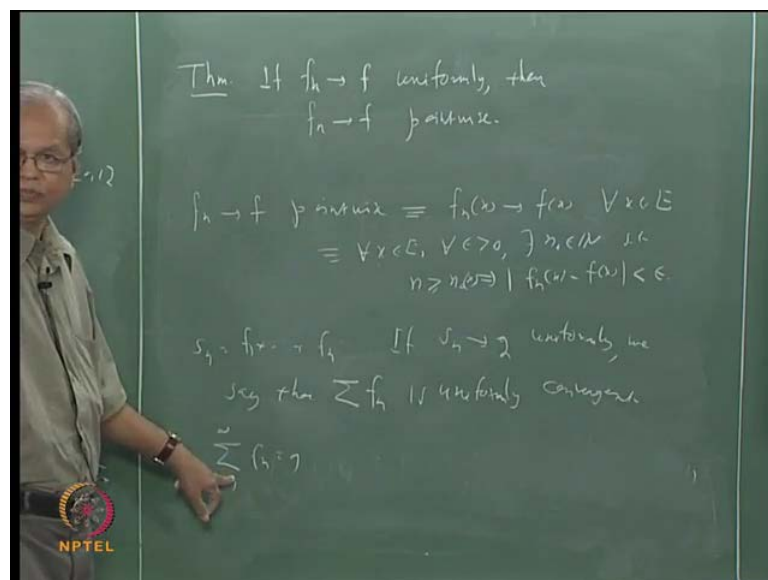 Thm. If fn → f uniformly, then
fn → f pointwise.
fn → f pointwise ≡ fn(x) → f(x) ∀ x ∈ E
≡ ∀ x ∈ E, ∀ ε > 0, ∃ n₀ ∈ N s.t.
n ≥ n₀ ⇒ | fn(x) - f(x) | < ε.
sn = f1 + - + fn If sn → g uniformly, we
say that Σ fn is uniformly convergent.
∞
Σ fn = g
NPTEL